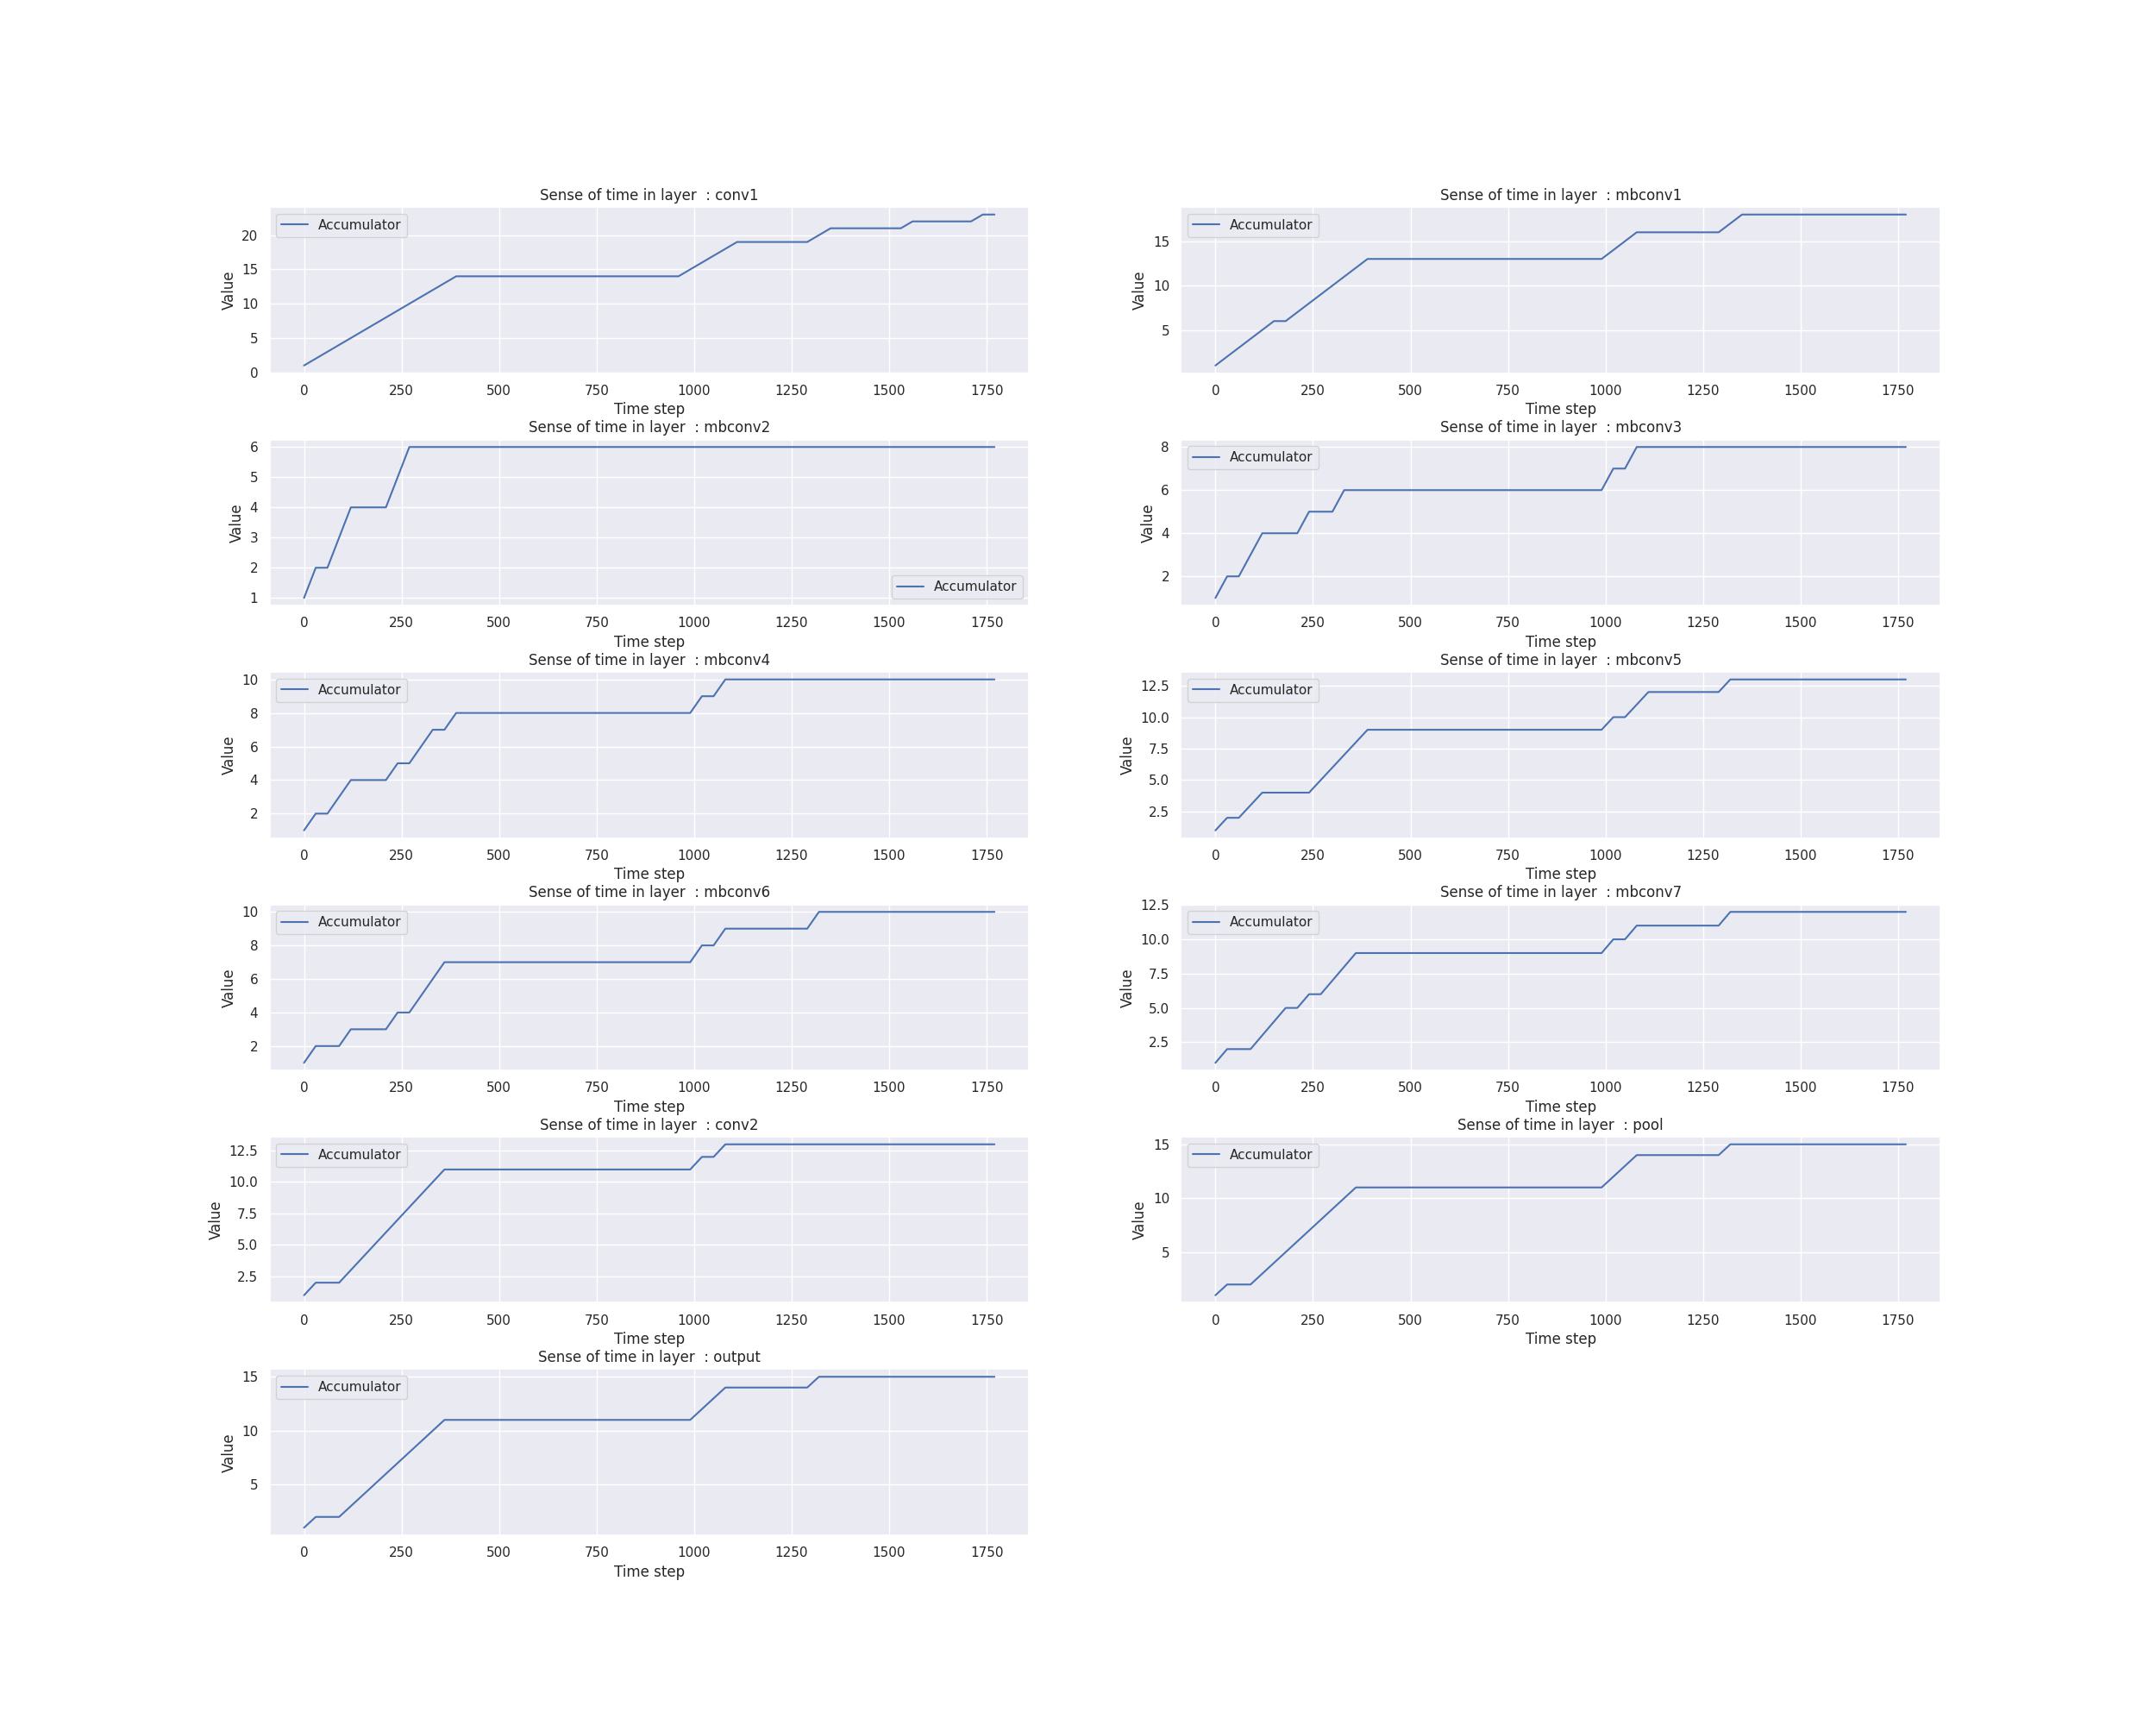 Sense of time in layer  : conv1
Accumulator
Value
20
15
10
5
0
0 250 500 750 1000 1250 1500 1750
Time step
Sense of time in layer  : mbconv1
Accumulator
Value
15
10
5
0 250 500 750 1000 1250 1500 1750
Time step
Sense of time in layer  : mbconv2
Accumulator
Value
6
5
4
3
2
1
0 250 500 750 1000 1250 1500 1750
Time step
Sense of time in layer  : mbconv3
Accumulator
Value
8
6
4
2
0 250 500 750 1000 1250 1500 1750
Time step
Sense of time in layer  : mbconv4
Accumulator
Value
10
8
6
4
2
0 250 500 750 1000 1250 1500 1750
Time step
Sense of time in layer  : mbconv5
Accumulator
Value
12.5
10.0
7.5
5.0
2.5
0 250 500 750 1000 1250 1500 1750
Time step
Sense of time in layer  : mbconv6
Accumulator
Value
10
8
6
4
2
0 250 500 750 1000 1250 1500 1750
Time step
Sense of time in layer  : mbconv7
Accumulator
Value
12.5
10.0
7.5
5.0
2.5
0 250 500 750 1000 1250 1500 1750
Time step
Sense of time in layer  : conv2
Accumulator
Value
12.5
10.0
7.5
5.0
2.5
0 250 500 750 1000 1250 1500 1750
Time step
Sense of time in layer  : pool
Accumulator
Value
15
10
5
0 250 500 750 1000 1250 1500 1750
Time step
Sense of time in layer  : output
Accumulator
Value
15
10
5
0 250 500 750 1000 1250 1500 1750
Time step